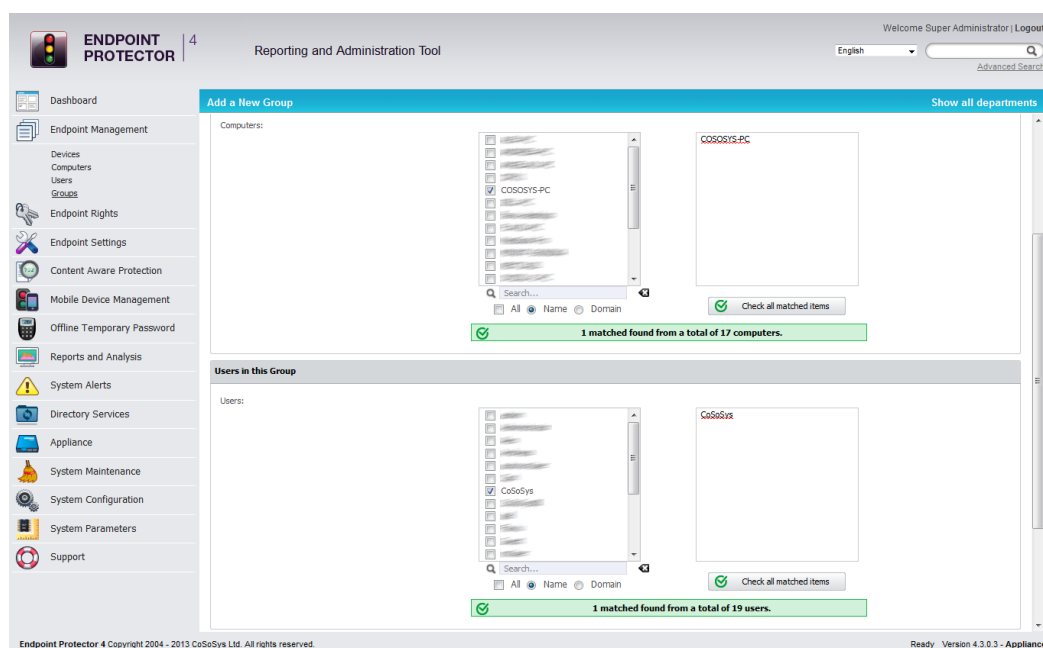 Welcome Super Administrator | Logout
ENDPOINT PROTECTOR | 4
Reporting and Administration Tool
English
Advanced Search
Dashboard
Add a New Group
Show all departments
Endpoint Management
Devices
Computers
Users
Groups
Endpoint Rights
Endpoint Settings
Content Aware Protection
Mobile Device Management
Offline Temporary Password
Reports and Analysis
System Alerts
Directory Services
Appliance
System Maintenance
System Configuration
System Parameters
Support
Computers:
COSOSYS-PC
COSOSYS-PC
Search...
All Name Domain
Check all matched items
1 matched found from a total of 17 computers.
Users in this Group
Users:
CoSoSys
CoSoSys
Search...
All Name Domain
Check all matched items
1 matched found from a total of 19 users.
Endpoint Protector 4 Copyright 2004 - 2013 CoSoSys Ltd. All rights reserved.
Ready Version 4.3.0.3 - Appliance